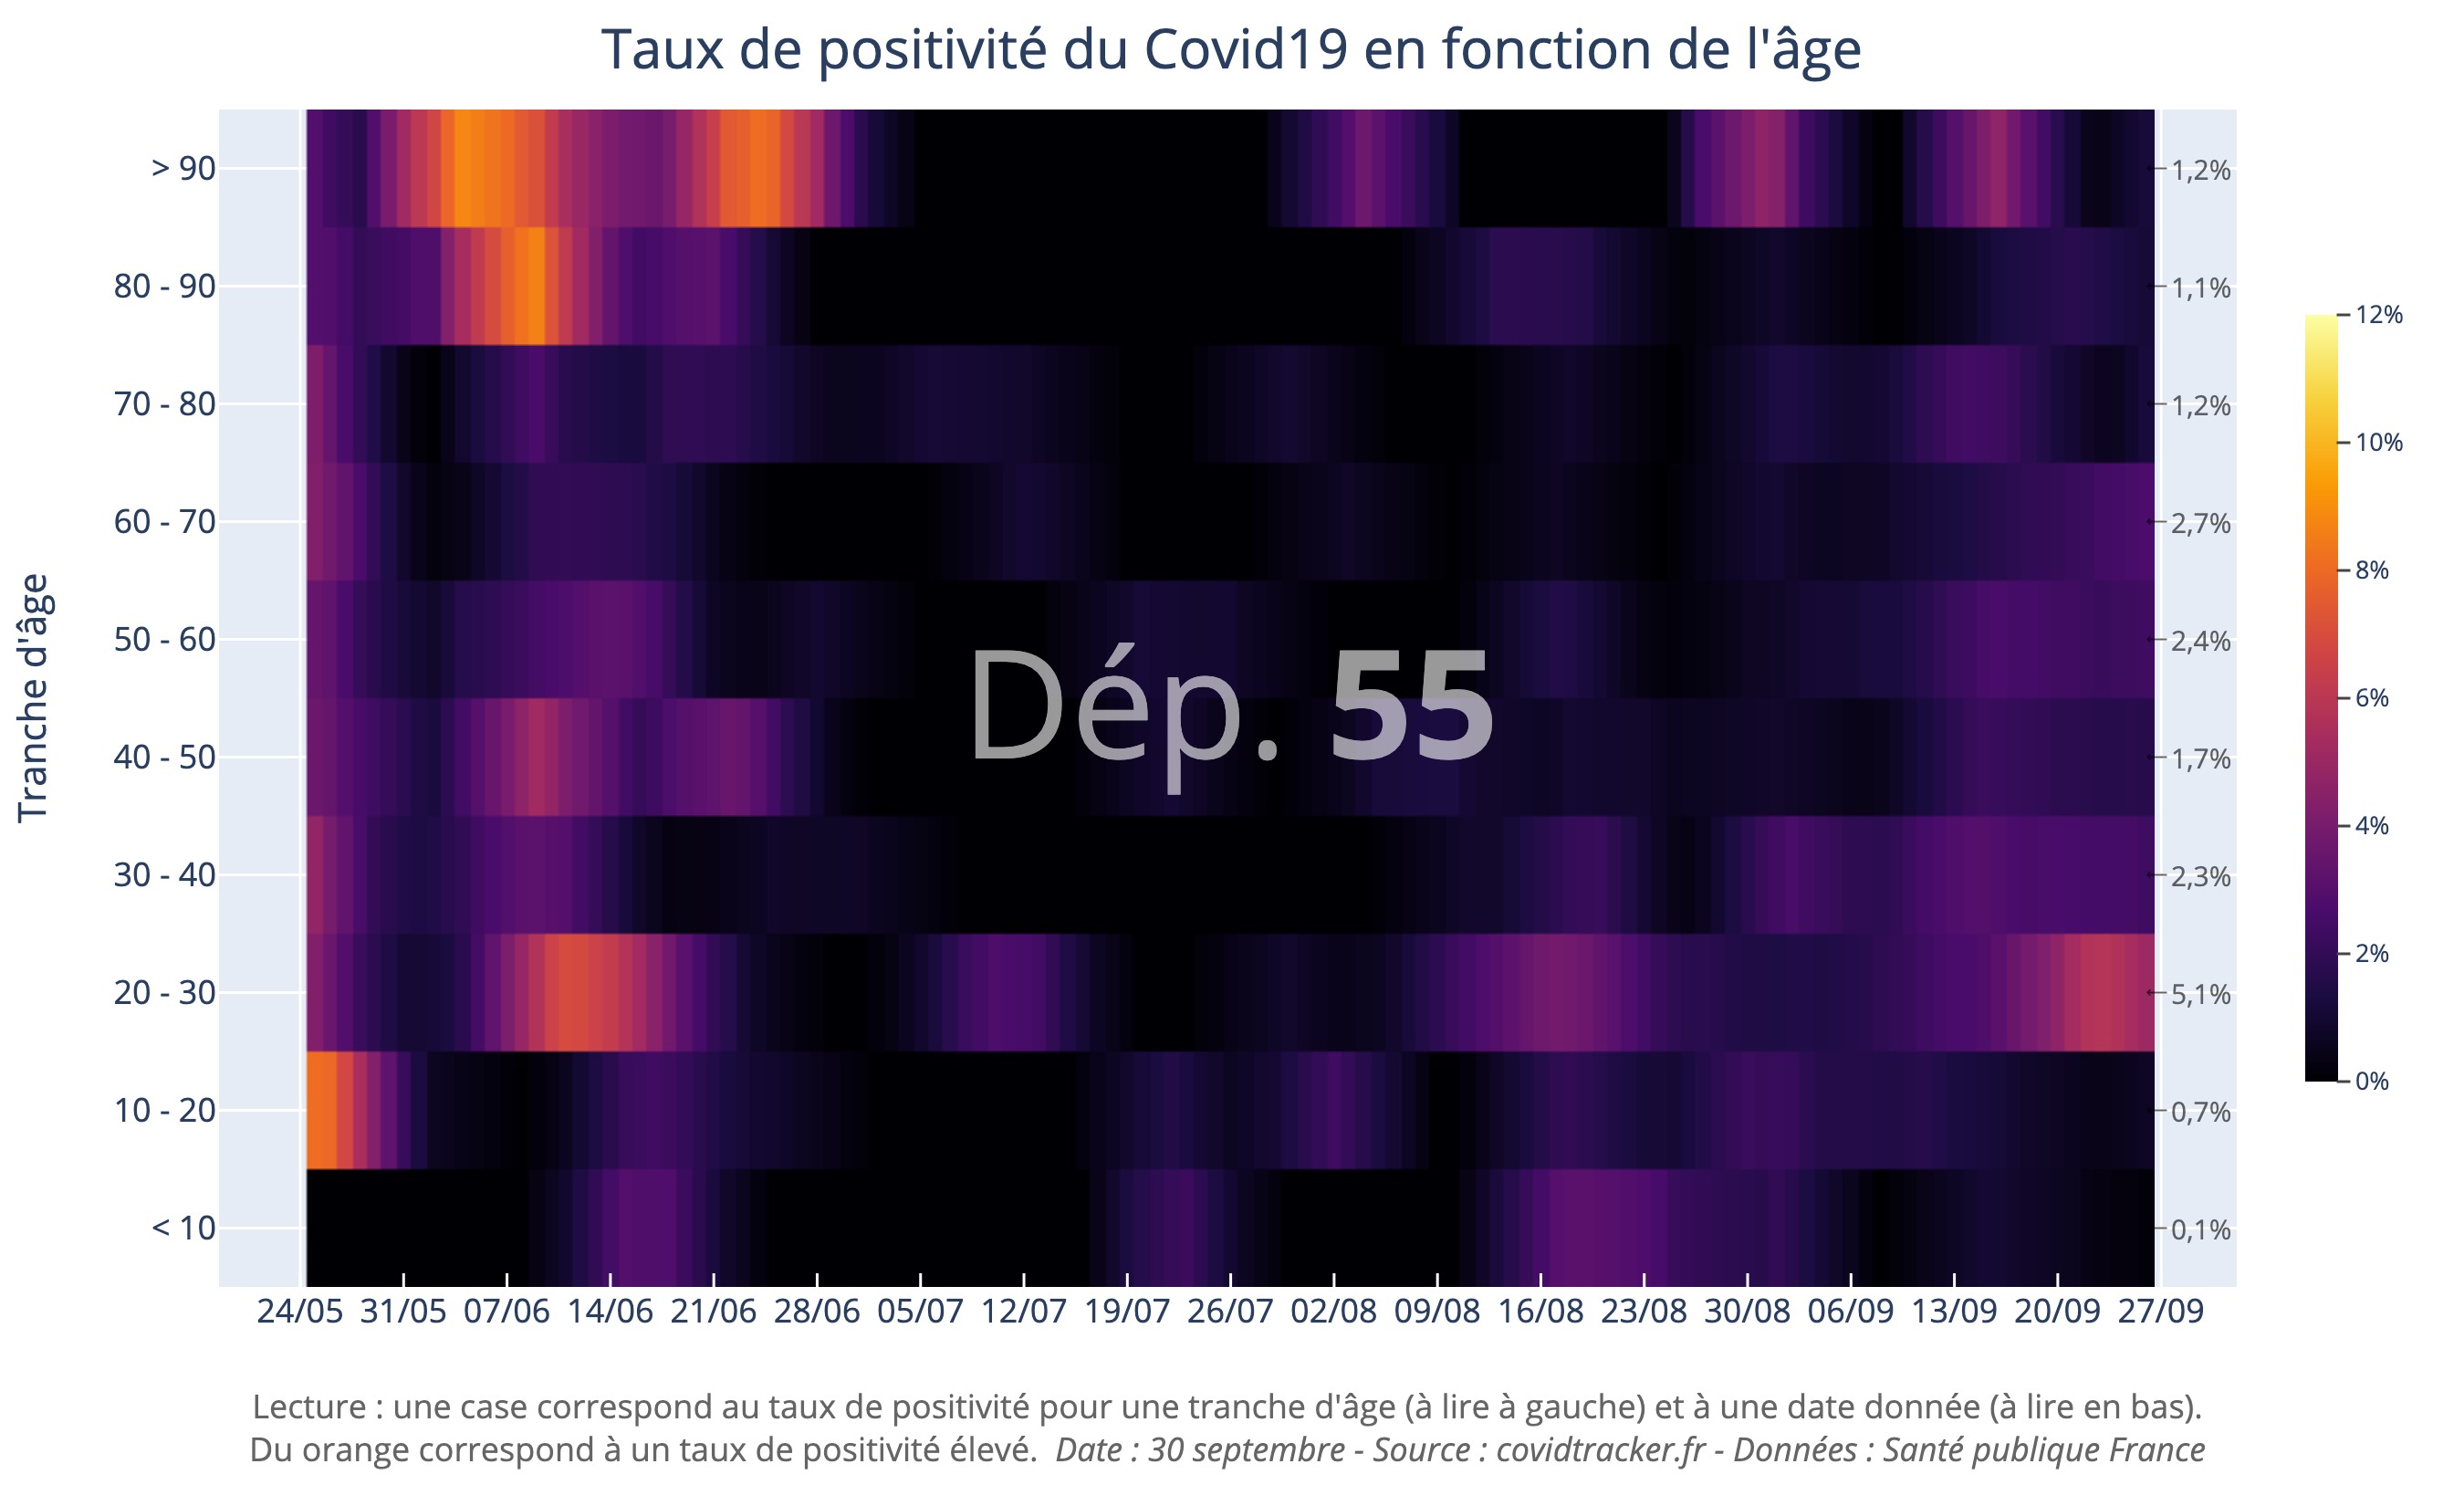 Taux de positivité du Covid19 en fonction de l'âge
Tranche d'âge
> 90
80 - 90
70 - 80
60 - 70
50 - 60
40 - 50
30 - 40
20 - 30
10 - 20
< 10
Dép. 55
1,2%
1,1%
1,2%
2,7%
2,4%
1,7%
2,3%
5,1%
0,7%
0,1%
12%
10%
8%
6%
4%
2%
0%
24/05 31/05 07/06 14/06 21/06 28/06 05/07 12/07 19/07 26/07 02/08 09/08 16/08 23/08 30/08 06/09 13/09 20/09 27/09
Lecture : une case correspond au taux de positivité pour une tranche d'âge (à lire à gauche) et à une date donnée (à lire en bas).
Du orange correspond à un taux de positivité élevé. Date : 30 septembre - Source : covidtracker.fr - Données : Santé publique France